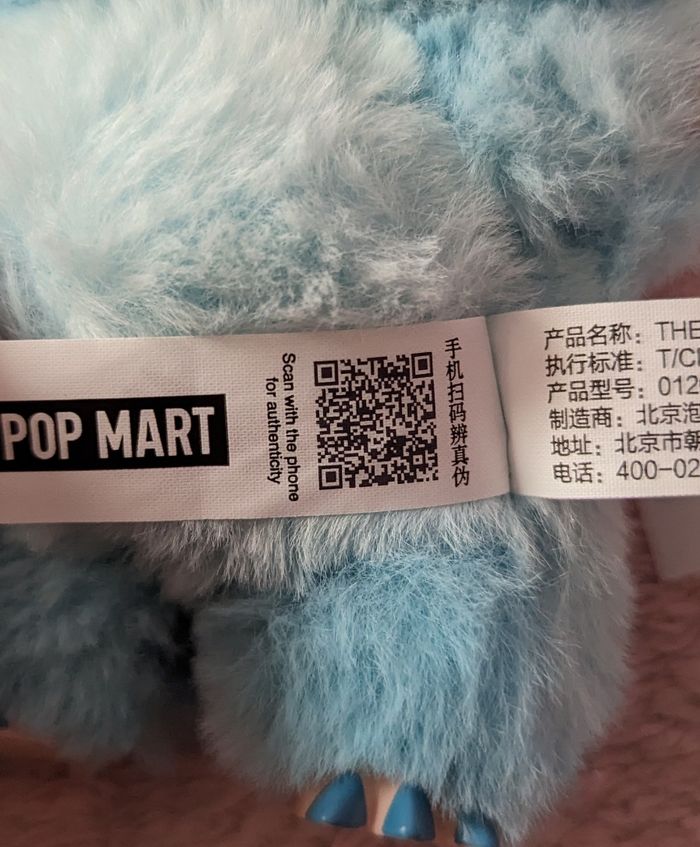 POP MART
Scan with the phone
for authenticity
手机扫码辨真伪
产品名称：THE
执行标准：T/C
产品型号：012
制造商：北京泡
地址：北京市朝
电话：400-02